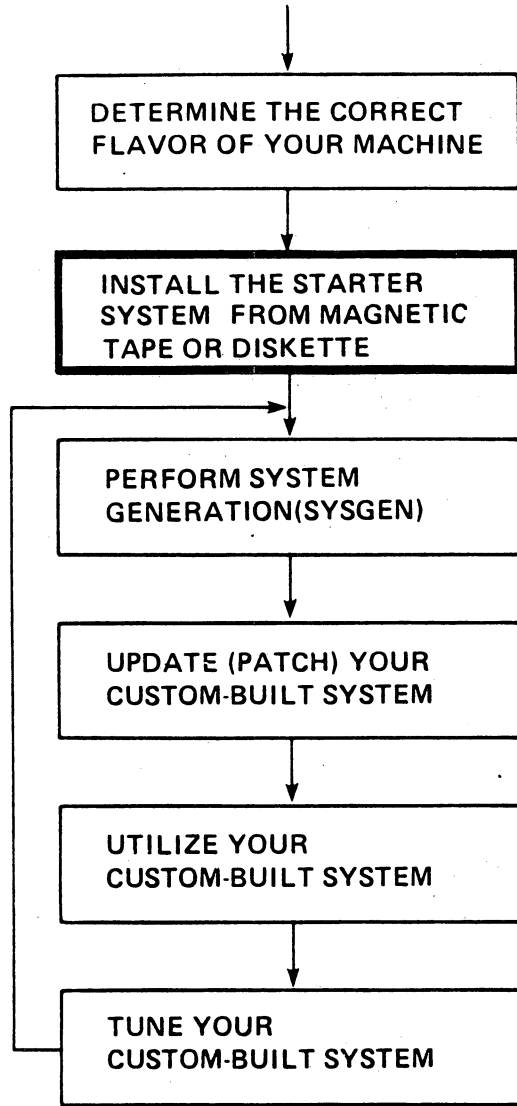 DETERMINE THE CORRECT
FLAVOR OF YOUR MACHINE
INSTALL THE STARTER
SYSTEM FROM MAGNETIC
TAPE OR DISKETTE
PERFORM SYSTEM
GENERATION(SYSGEN)
UPDATE (PATCH) YOUR
CUSTOM-BUILT SYSTEM
UTILIZE YOUR
CUSTOM-BUILT SYSTEM
TUNE YOUR
CUSTOM-BUILT SYSTEM